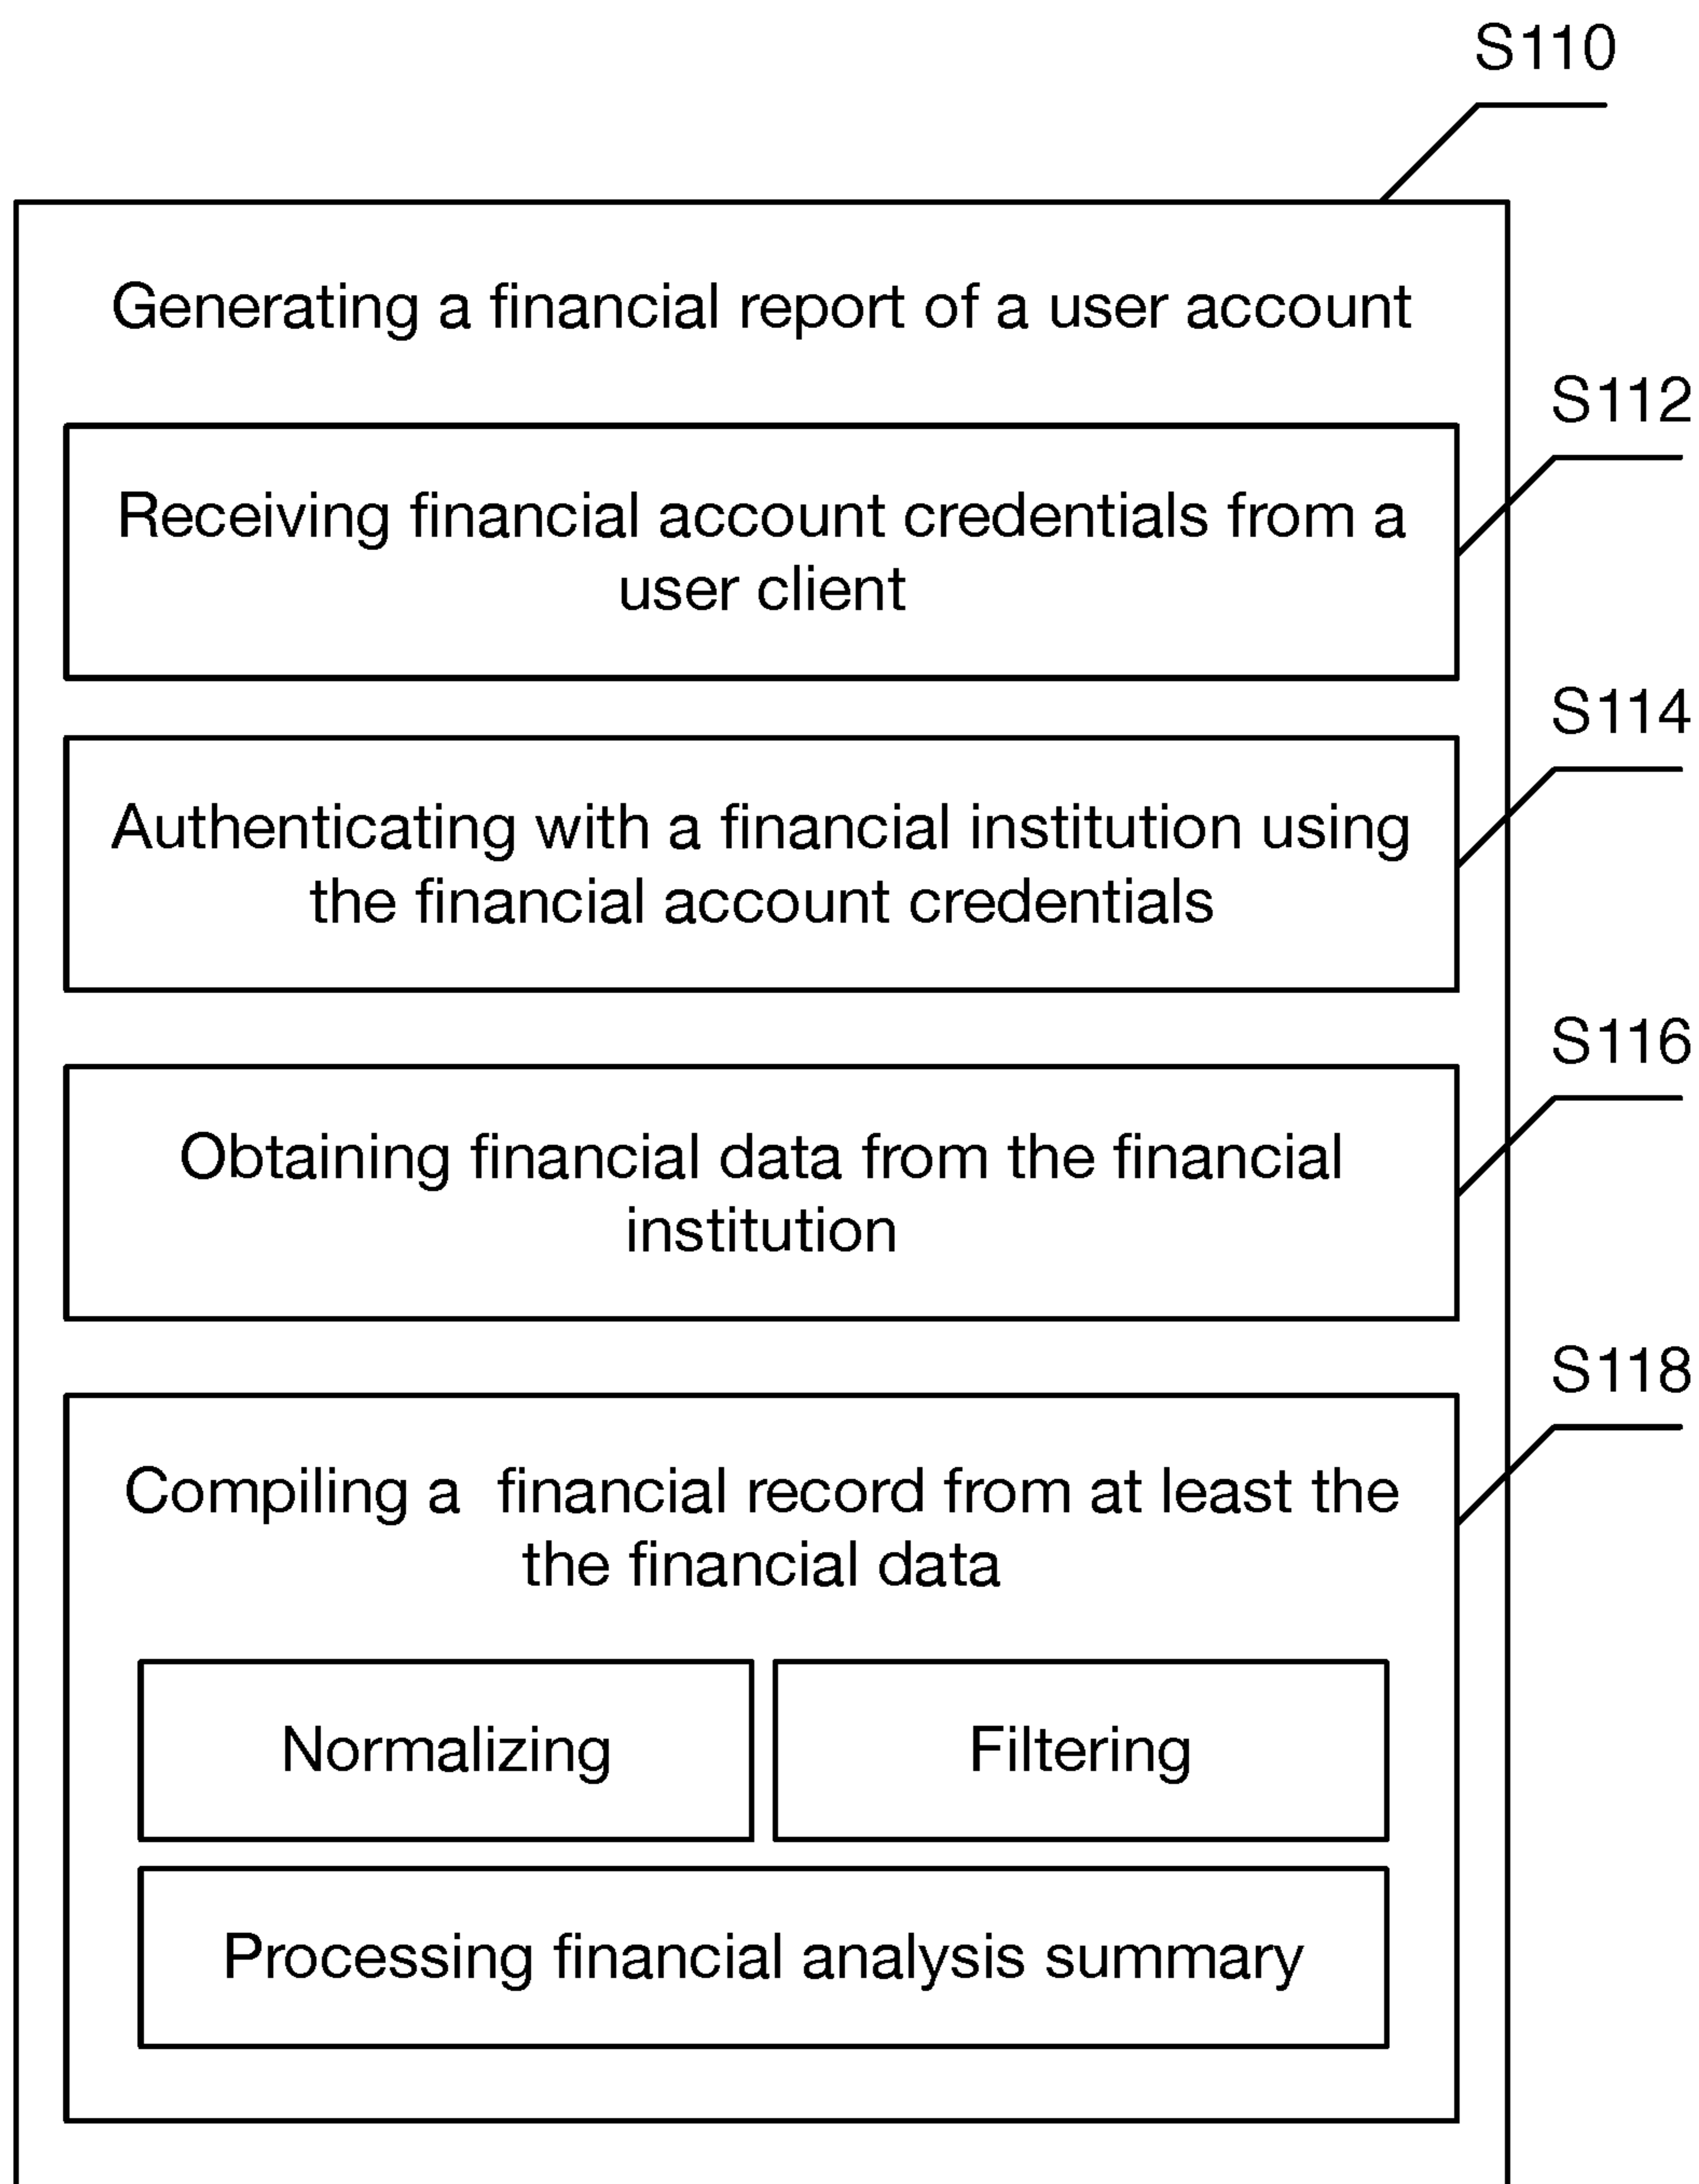 S110
Generating a financial report of a user account
S112
Receiving financial account credentials from a
user client
S114
Authenticating with a financial institution using
the financial account credentials
S116
Obtaining financial data from the financial
institution
S118
Compiling a  financial record from at least the
the financial data
Normalizing
Filtering
Processing financial analysis summary